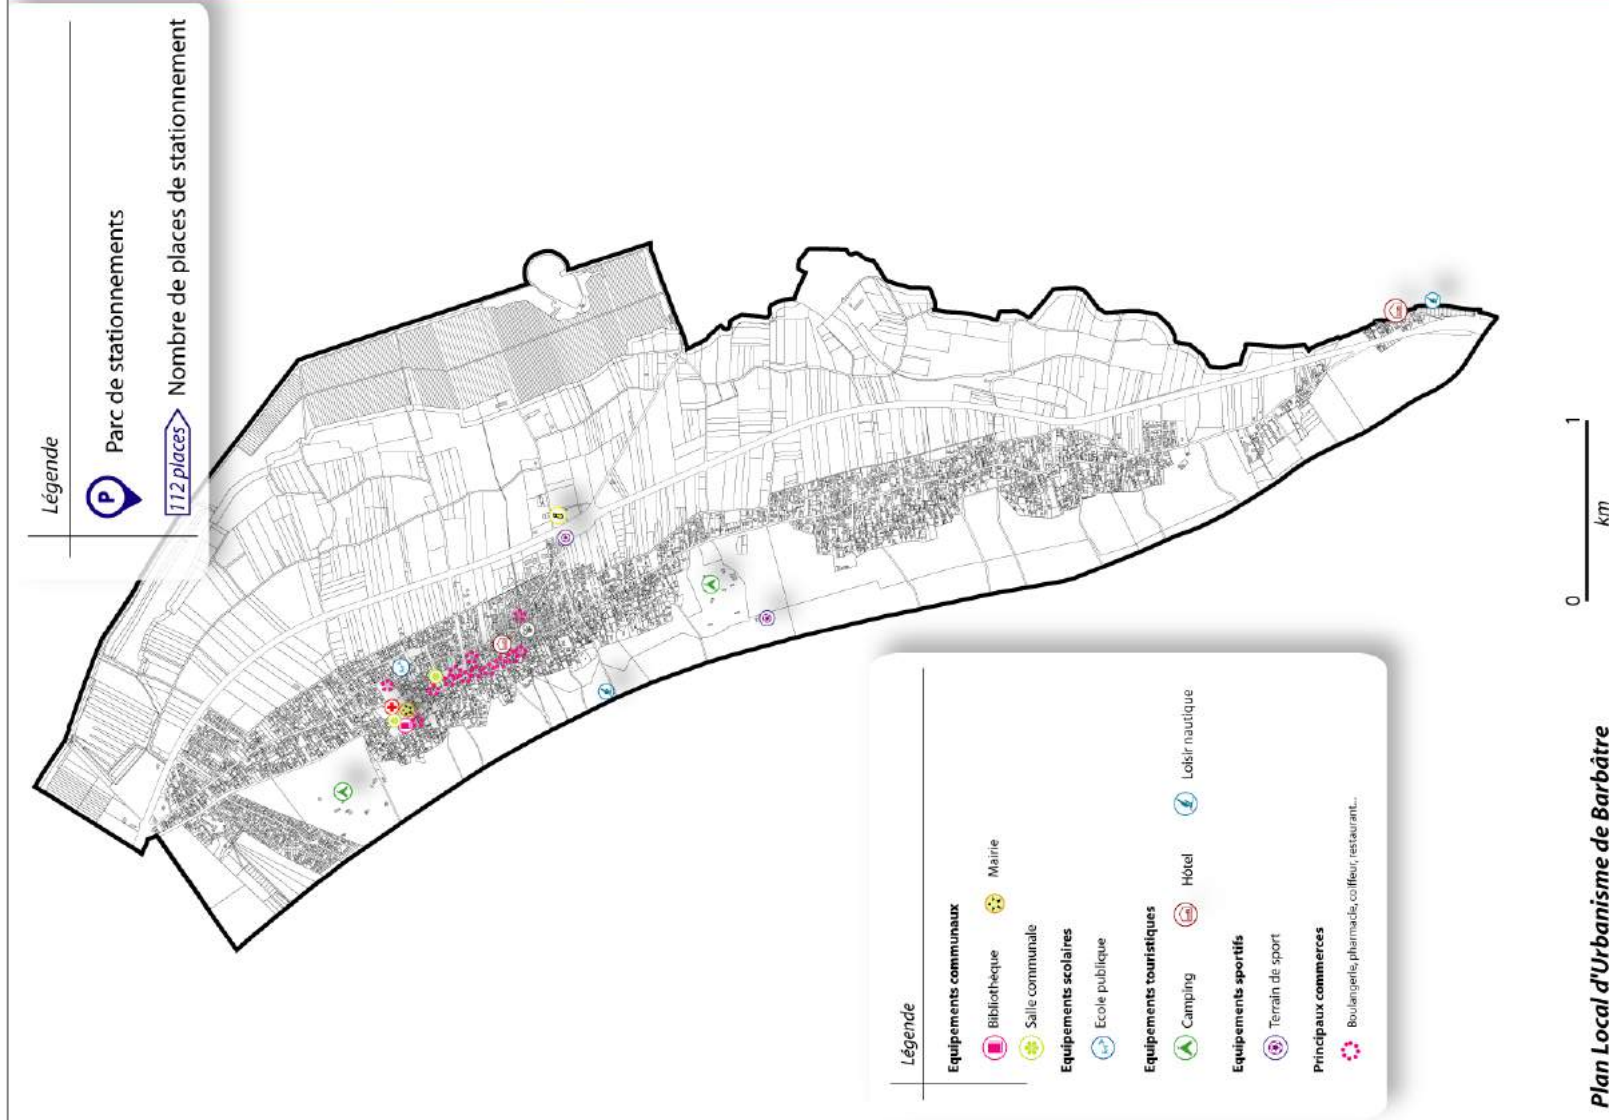 Légende
P Parc de stationnements
112 places Nombre de places de stationnement
Légende
Equipements communaux
Bibliothèque Mairie
Salle communale
Equipements scolaires
Ecole publique
Equipements touristiques
Camping Hôtel Loisir nautique
Equipements sportifs
Terrain de sport
Principaux commerces
Boulangerie, pharmacie, coiffeur, restaurant...
0 1
km
Plan Local d'Urbanisme de Barbâtre